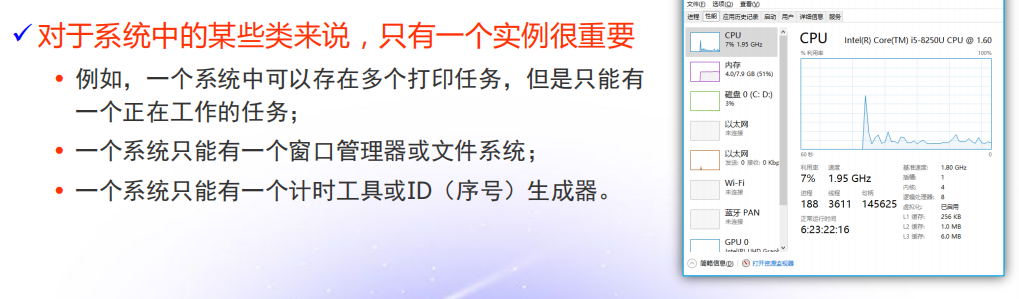 ✓对于系统中的某些类来说，只有一个实例很重要
• 例如，一个系统中可以存在多个打印任务，但是只能有
一个正在工作的任务；
• 一个系统只能有一个窗口管理器或文件系统；
• 一个系统只能有一个计时工具或ID（序号）生成器。
文件(F) 选项(O) 查看(V)
进程 性能 应用历史记录 启动 用户 详细信息 服务
CPU
7% 1.95 GHz
内存
4.0/7.9 GB (51%)
磁盘 0 (C: D:)
3%
以太网
未连接
以太网
发送: 0 接收: 0 Kbp
Wi-Fi
未连接
蓝牙 PAN
未连接
GPU 0
CPU Intel(R) Core(TM) i5-8250U CPU @ 1.60
% 利用率 100%
60 秒 0
利用率 速度 基准速度: 1.80 GHz
7% 1.95 GHz 插槽: 1
内核: 4
进程 线程 句柄 逻辑处理器: 8
188 3611 145625 虚拟化: 已启用
正常运行时间 L1 缓存: 256 KB
6:23:22:16 L2 缓存: 1.0 MB
L3 缓存: 6.0 MB
简略信息(D) 打开资源监视器